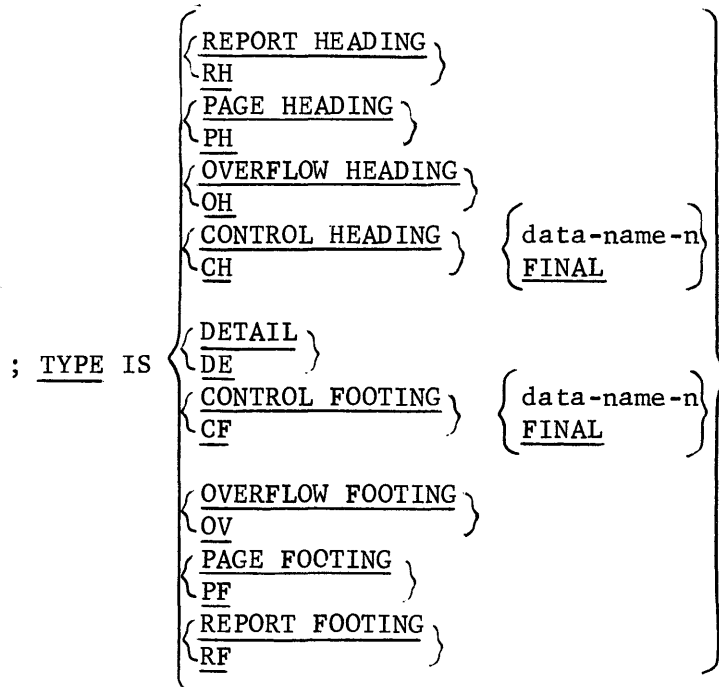 REPORT HEADING
RH
PAGE HEADING
PH
OVERFLOW HEADING
OH
CONTROL HEADING data-name-n
CH FINAL
; TYPE IS
DETAIL
DE
CONTROL FOOTING data-name-n
CF FINAL
OVERFLOW FOOTING
OV
PAGE FOOTING
PF
REPORT FOOTING
RF